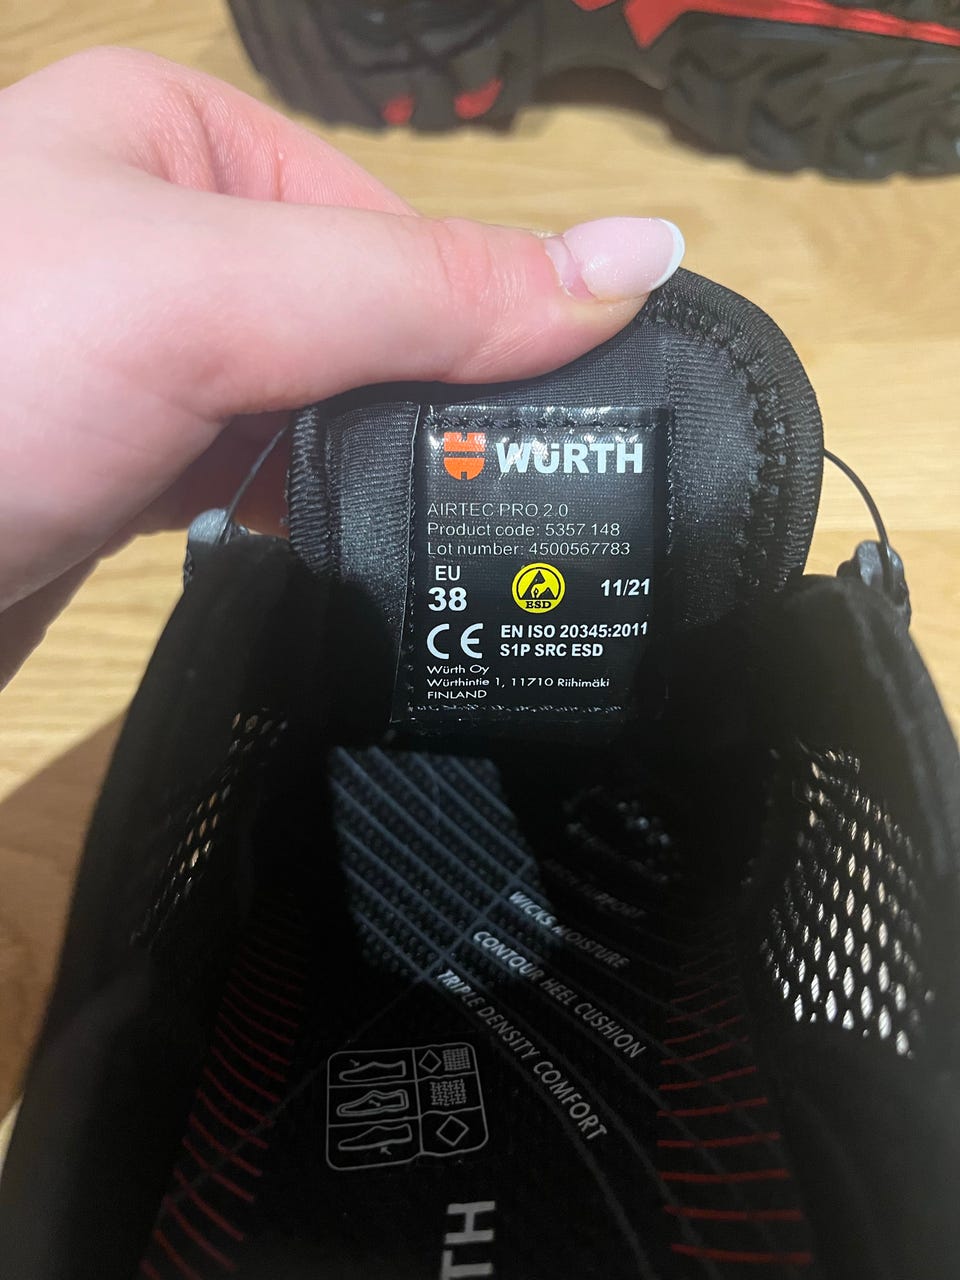 WÜRTH
AIRTEC PRO 2.0
Product code: 5357 148
Lot number: 4500567783
EU
38
ESD
11/21
CE
EN ISO 20345:2011
S1P SRC ESD
Würth Oy
Würthintie 1, 11710 Riihimäki
FINLAND
WICKS MOISTURE
CONTOUR HEEL CUSHION
TRIPLE DENSITY COMFORT
TH